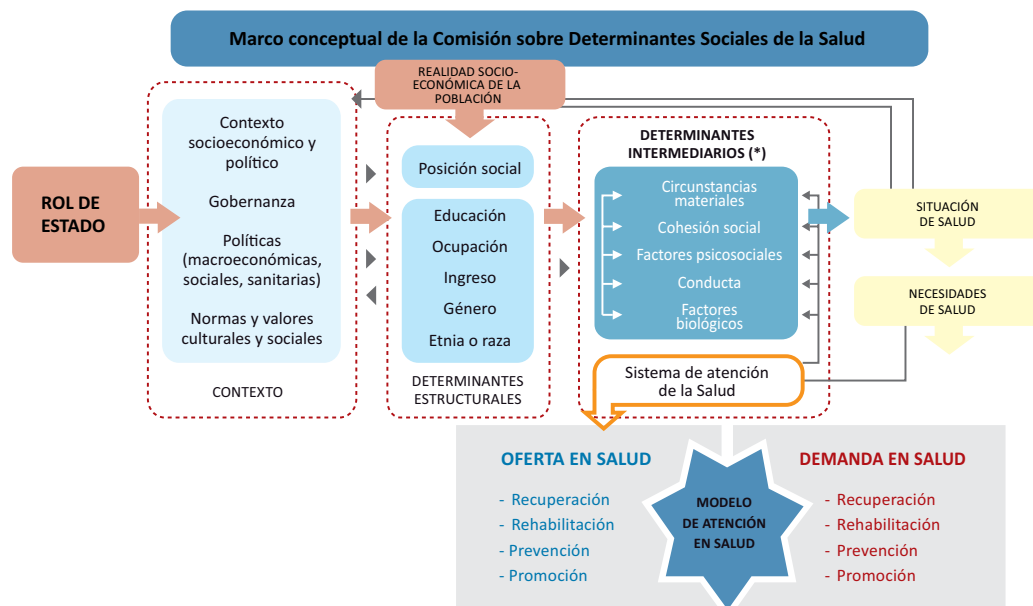 Marco conceptual de la Comisión sobre Determinantes Sociales de la Salud
REALIDAD SOCIO-
ECONÓMICA DE LA
POBLACIÓN
ROL DE
ESTADO
Contexto
socioeconómico y
político
Gobernanza
Políticas
(macroeconómicas,
sociales, sanitarias)
Normas y valores
culturales y sociales
CONTEXTO
Posición social
Educación
Ocupación
Ingreso
Género
Etnia o raza
DETERMINANTES
ESTRUCTURALES
DETERMINANTES
INTERMEDIARIOS (*)
Circunstancias
materiales
Cohesión social
Factores psicosociales
Conducta
Factores
biológicos
Sistema de atención
de la Salud
SITUACIÓN
DE SALUD
NECESIDADES
DE SALUD
OFERTA EN SALUD
- Recuperación
- Rehabilitación
- Prevención
- Promoción
MODELO
DE ATENCIÓN
EN SALUD
DEMANDA EN SALUD
- Recuperación
- Rehabilitación
- Prevención
- Promoción